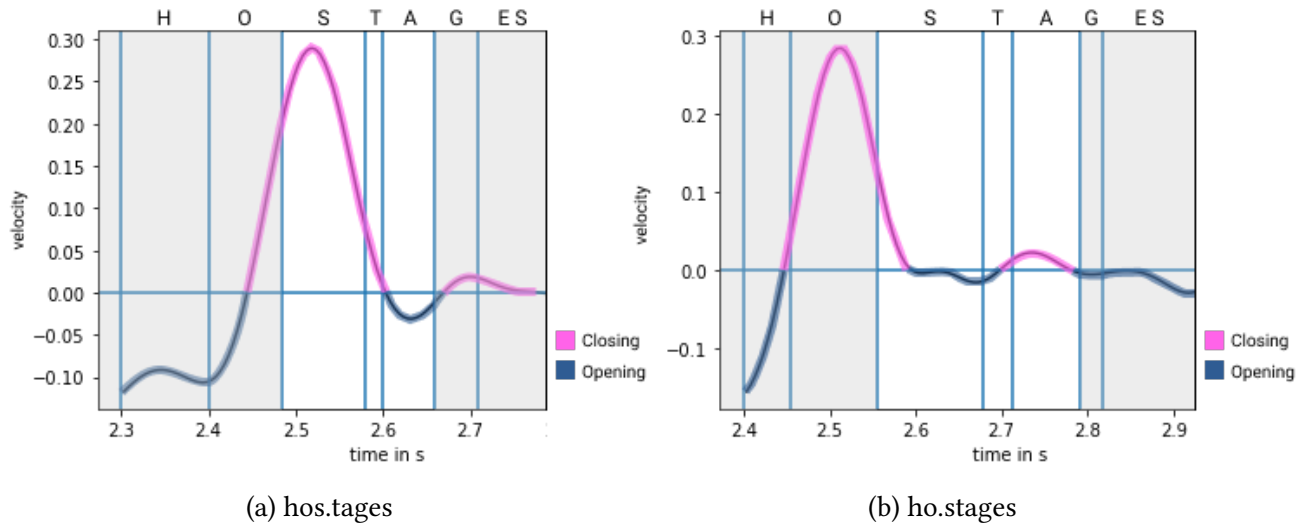 H O S T A G E S
0.30
0.25
0.20
0.15
0.10
0.05
0.00
−0.05
−0.10
velocity
2.3 2.4 2.5 2.6 2.7
time in s
Closing
Opening
(a) hos.tages
H O S T A G E S
0.3
0.2
0.1
0.0
−0.1
velocity
2.4 2.5 2.6 2.7 2.8 2.9
time in s
Closing
Opening
(b) ho.stages